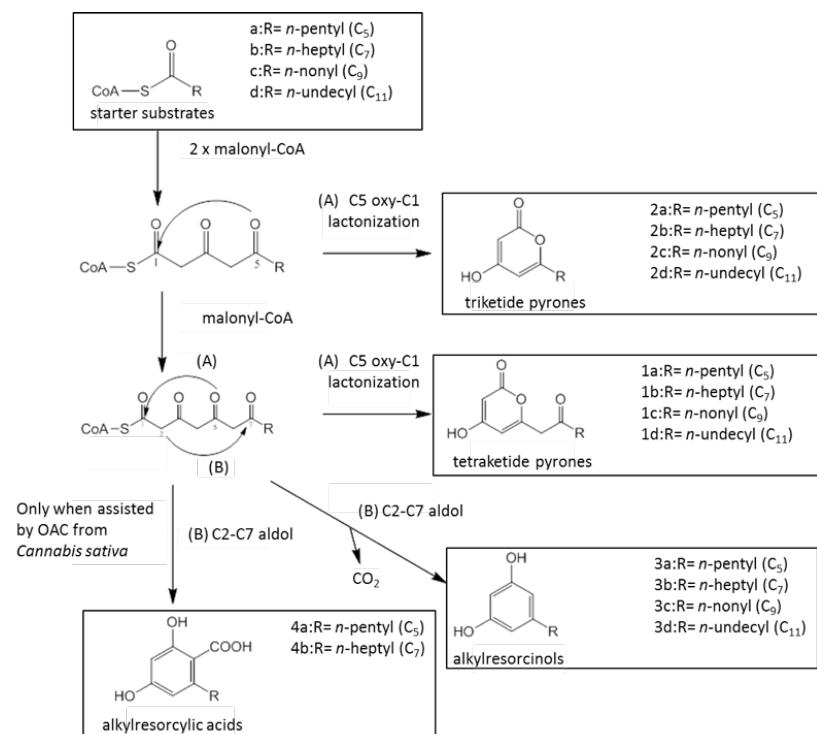 O
CoA—S R
starter substrates
a:R= n-pentyl (C5)
b:R= n-heptyl (C7)
c:R= n-nonyl (C9)
d:R= n-undecyl (C11)
2 x malonyl-CoA
O O O
CoA—S 1 5 R
(A) C5 oxy-C1
lactonization
O
O
HO R
triketide pyrones
2a:R= n-pentyl (C5)
2b:R= n-heptyl (C7)
2c:R= n-nonyl (C9)
2d:R= n-undecyl (C11)
malonyl-CoA
(A)
O O O O
CoA—S 1 2 5 7 R
(B)
(A) C5 oxy-C1
lactonization
O
O O
HO R
tetraketide pyrones
1a:R= n-pentyl (C5)
1b:R= n-heptyl (C7)
1c:R= n-nonyl (C9)
1d:R= n-undecyl (C11)
Only when assisted
by OAC from
Cannabis sativa
(B) C2-C7 aldol
(B) C2-C7 aldol
CO2
OH
HO R
alkylresorcinols
3a:R= n-pentyl (C5)
3b:R= n-heptyl (C7)
3c:R= n-nonyl (C9)
3d:R= n-undecyl (C11)
OH
COOH
HO R
alkylresorcylic acids
4a:R= n-pentyl (C5)
4b:R= n-heptyl (C7)